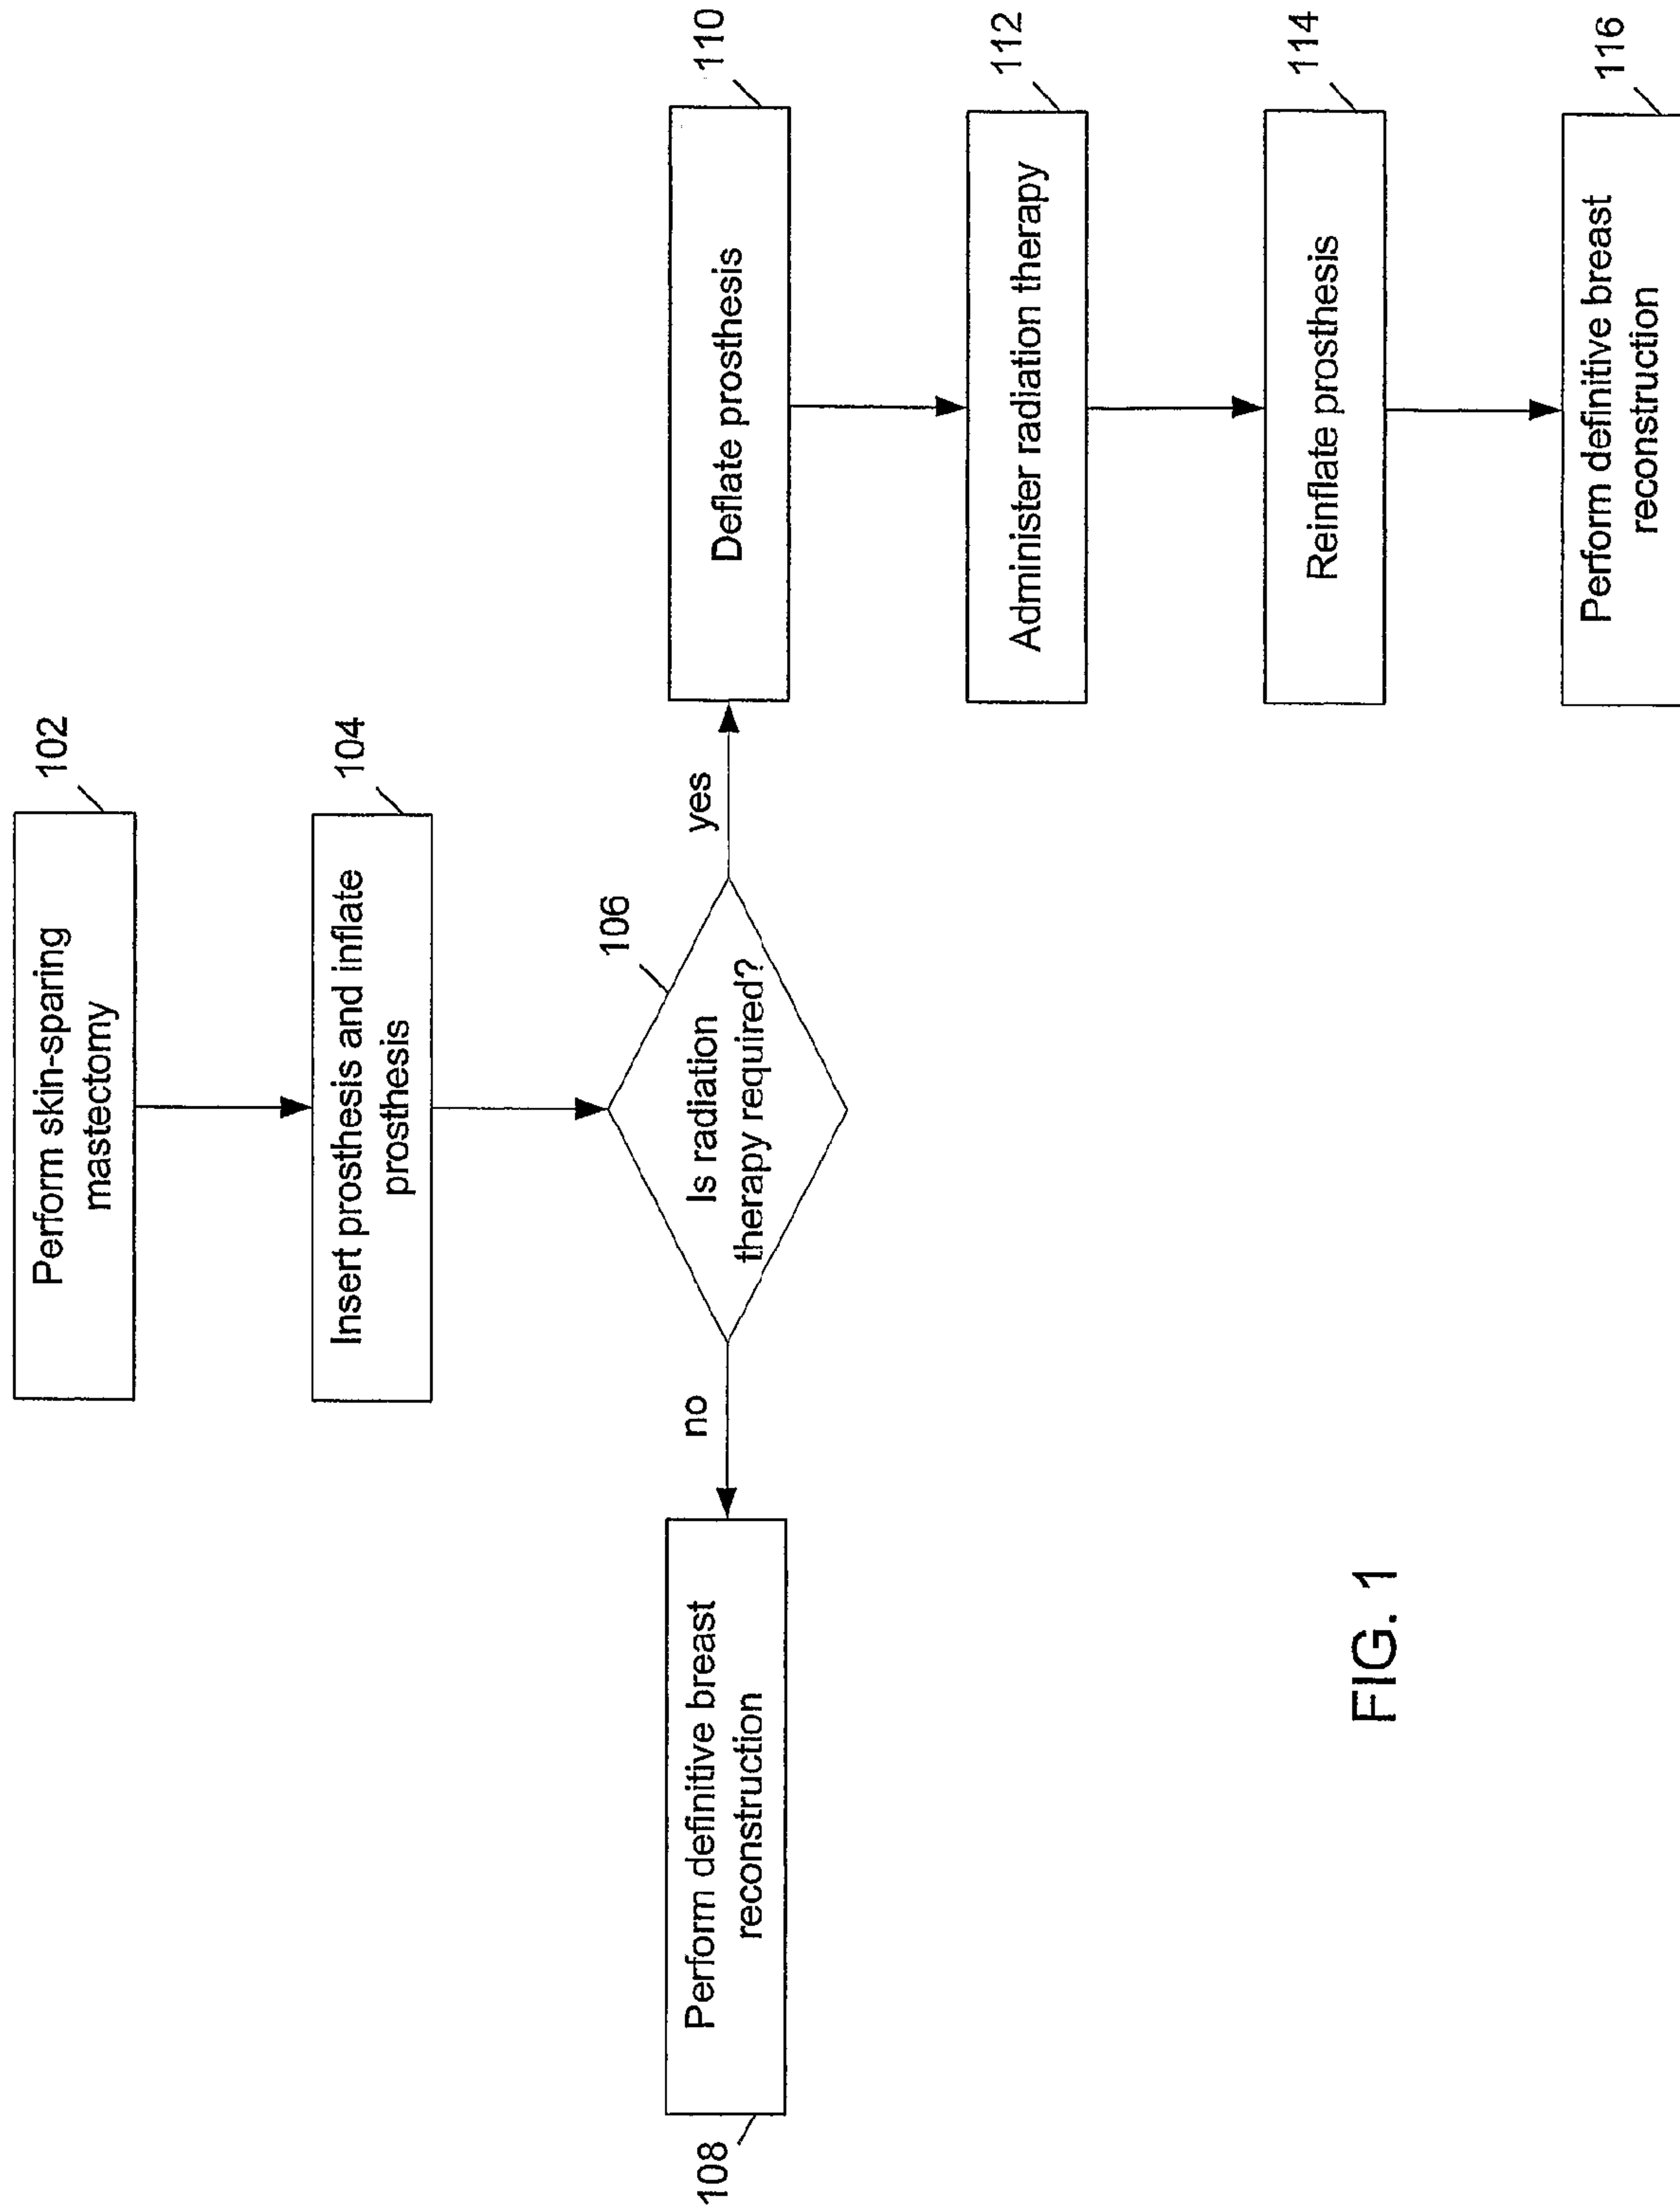 102
Perform skin-sparing
mastectomy
104
Insert prosthesis and inflate
prosthesis
106
Is radiation
therapy required?
no
yes
108
Perform definitive breast
reconstruction
110
Deflate prosthesis
112
Administer radiation therapy
114
Reinflate prosthesis
116
Perform definitive breast
reconstruction
FIG. 1